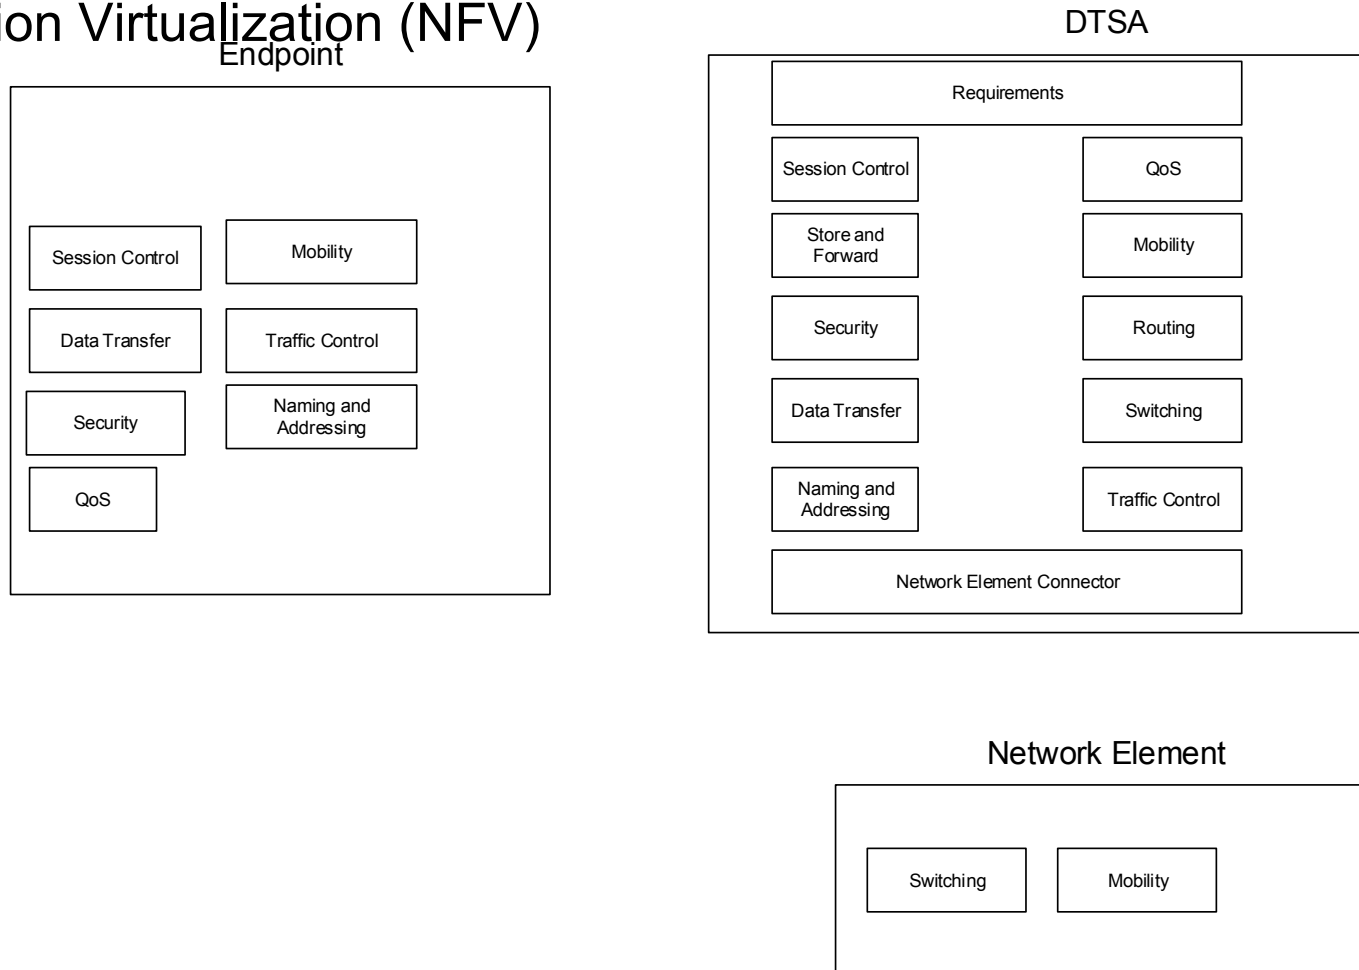 ion Virtualization (NFV)
Endpoint
Session Control
Mobility
Data Transfer
Traffic Control
Security
Naming and
Addressing
QoS
DTSA
Requirements
Session Control
QoS
Store and
Forward
Mobility
Security
Routing
Data Transfer
Switching
Naming and
Addressing
Traffic Control
Network Element Connector
Network Element
Switching
Mobility